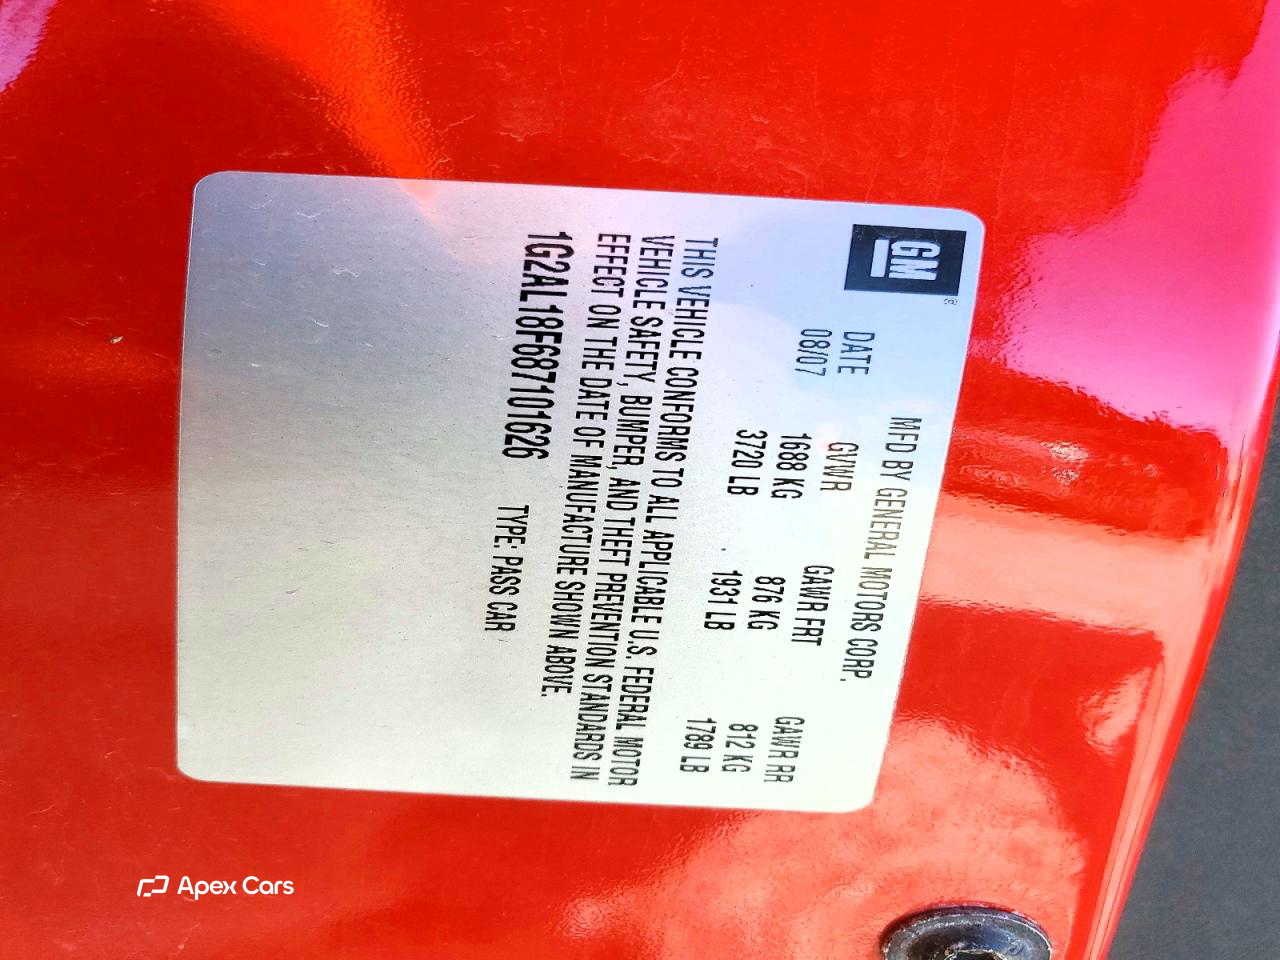 GM®
MFD BY GENERAL MOTORS CORP.
DATE GVWR GAWR FRT GAWR RR
08/07 1688 KG 876 KG 812 KG
3720 LB 1931 LB 1789 LB
THIS VEHICLE CONFORMS TO ALL APPLICABLE U.S. FEDERAL MOTOR
VEHICLE SAFETY, BUMPER, AND THEFT PREVENTION STANDARDS IN
EFFECT ON THE DATE OF MANUFACTURE SHOWN ABOVE.
1G2AL18F687101626 TYPE: PASS CAR
Apex Cars